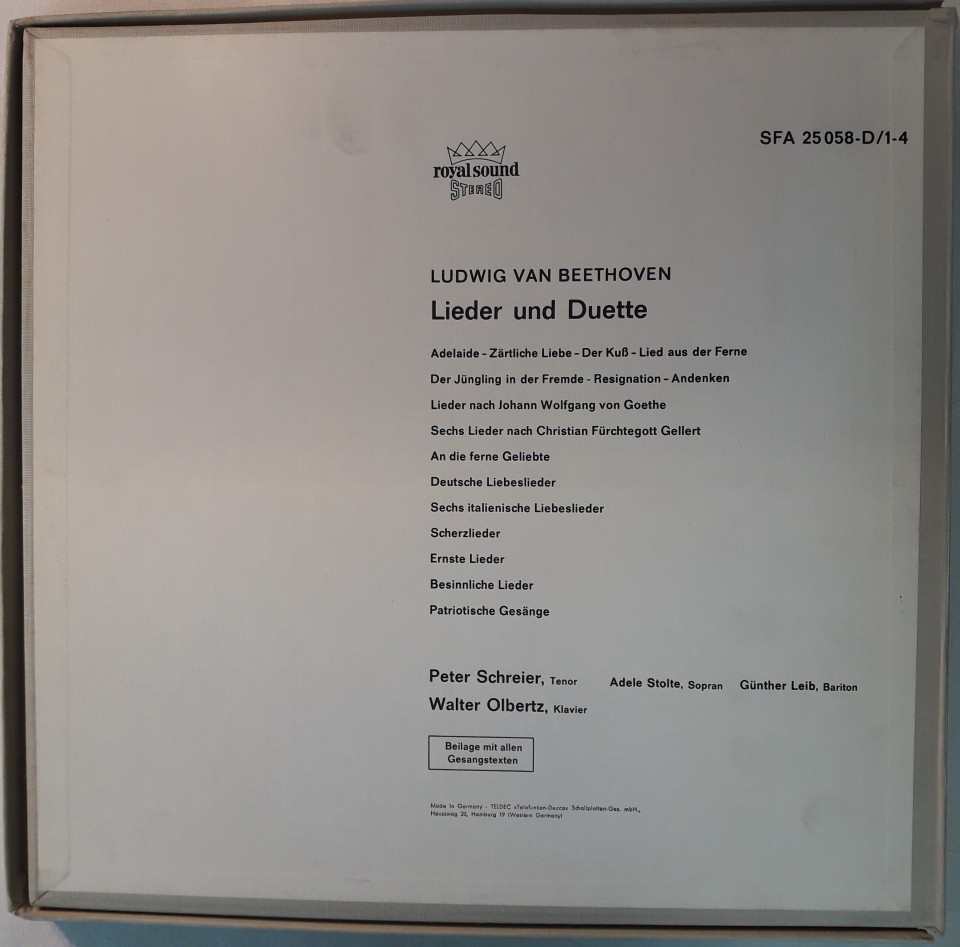 SFA 25058-D/1-4
royal sound
STEREO
LUDWIG VAN BEETHOVEN
Lieder und Duette
Adelaide – Zärtliche Liebe – Der Kuß – Lied aus der Ferne
Der Jüngling in der Fremde – Resignation – Andenken
Lieder nach Johann Wolfgang von Goethe
Sechs Lieder nach Christian Fürchtegott Gellert
An die ferne Geliebte
Deutsche Liebeslieder
Sechs italienische Liebeslieder
Scherzlieder
Ernste Lieder
Besinnliche Lieder
Patriotische Gesänge
Peter Schreier, Tenor Adele Stolte, Sopran Günther Leib, Bariton
Walter Olbertz, Klavier
Beilage mit allen
Gesangstexten
Made in Germany · TELDEC »Telefunken-Decca« Schallplatten-Ges. mbH.,
Heussweg 25, Hamburg 19 (Western Germany)